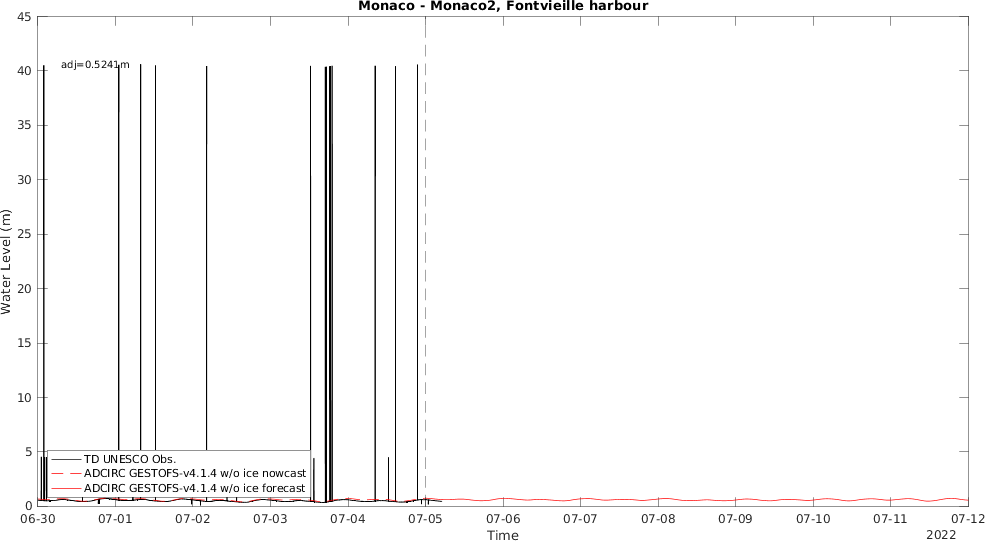 Monaco - Monaco2, Fontvieille harbour
adj=0.5241m
Water Level (m)
45
40
35
30
25
20
15
10
5
0
TD UNESCO Obs.
ADCIRC GESTOFS-v4.1.4 w/o ice nowcast
ADCIRC GESTOFS-v4.1.4 w/o ice forecast
06-30 07-01 07-02 07-03 07-04 07-05 07-06 07-07 07-08 07-09 07-10 07-11 07-12
Time
2022